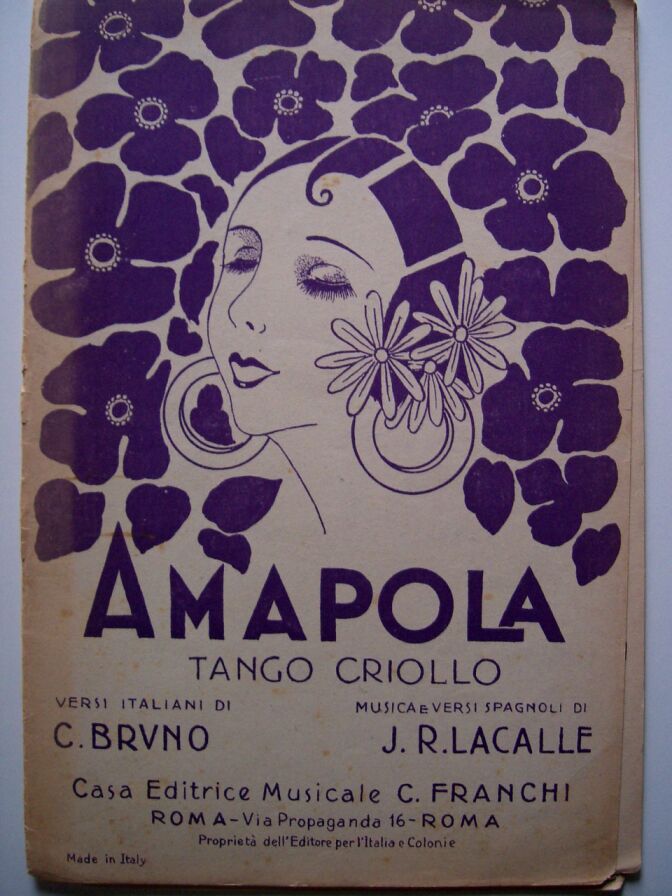 AMAPOLA
TANGO CRIOLLO
VERSI ITALIANI DI
C. BRVNO
MUSICA E VERSI SPAGNOLI DI
J. R. LACALLE
Casa Editrice Musicale C. FRANCHI
ROMA-Via Propaganda 16-ROMA
Proprietà dell'Editore per l'Italia e Colonie
Made in Italy